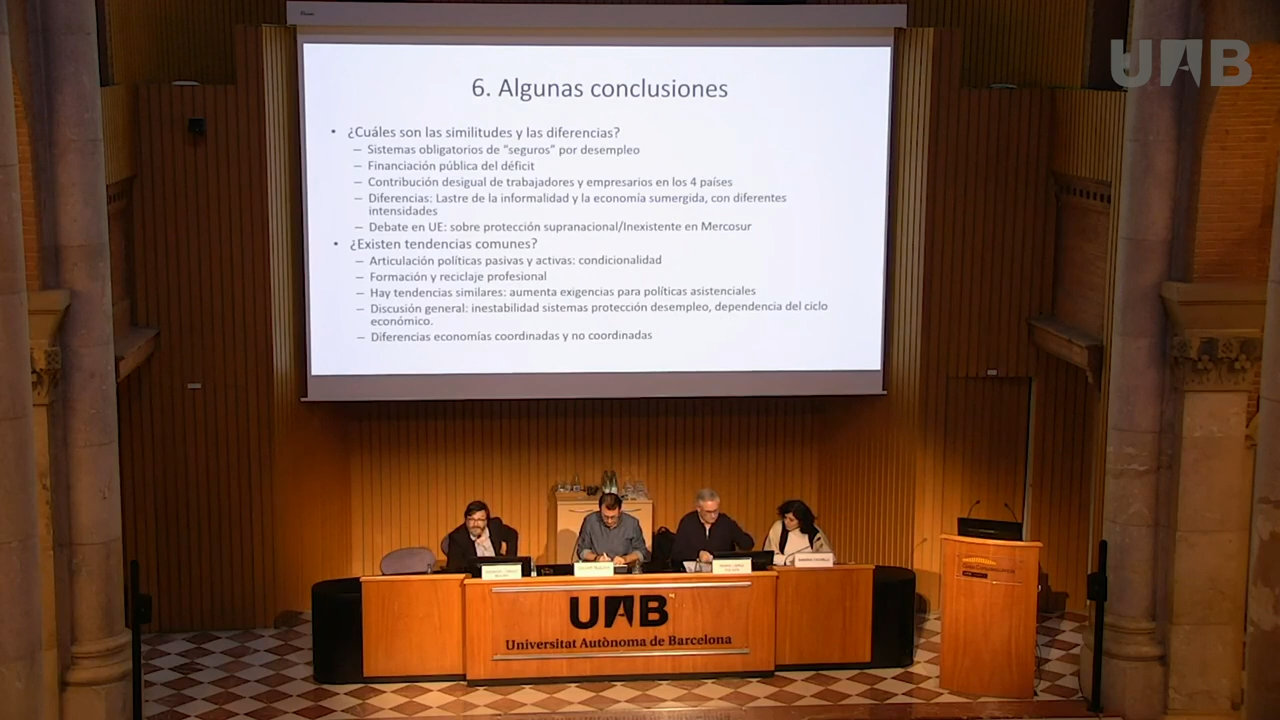 UAB
6. Algunas conclusiones
• ¿Cuáles son las similitudes y las diferencias?
– Sistemas obligatorios de "seguros" por desempleo
– Financiación pública del déficit
– Contribución desigual de trabajadores y empresarios en los 4 países
– Diferencias: Lastre de la informalidad y la economía sumergida, con diferentes
intensidades
– Debate en UE: sobre protección supranacional/Inexistente en Mercosur
• ¿Existen tendencias comunes?
– Articulación políticas pasivas y activas: condicionalidad
– Formación y reciclaje profesional
– Hay tendencias similares: aumenta exigencias para políticas asistenciales
– Discusión general: inestabilidad sistemas protección desempleo, dependencia del ciclo
económico.
– Diferencias economías coordinadas y no coordinadas
UAB
Universitat Autònoma de Barcelona